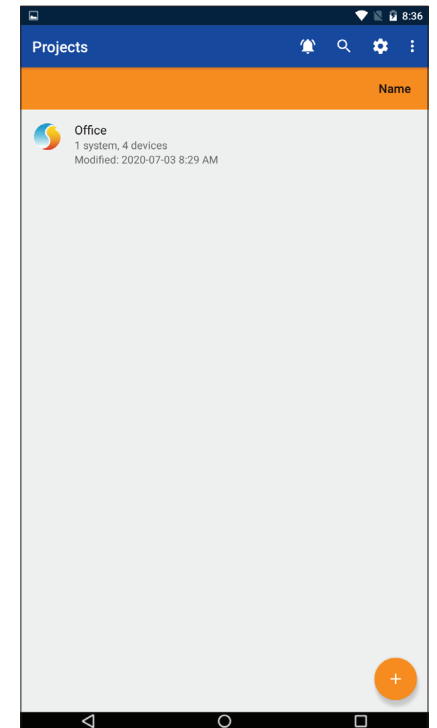 8:36
Projects
Name
Office
1 system, 4 devices
Modified: 2020-07-03 8:29 AM